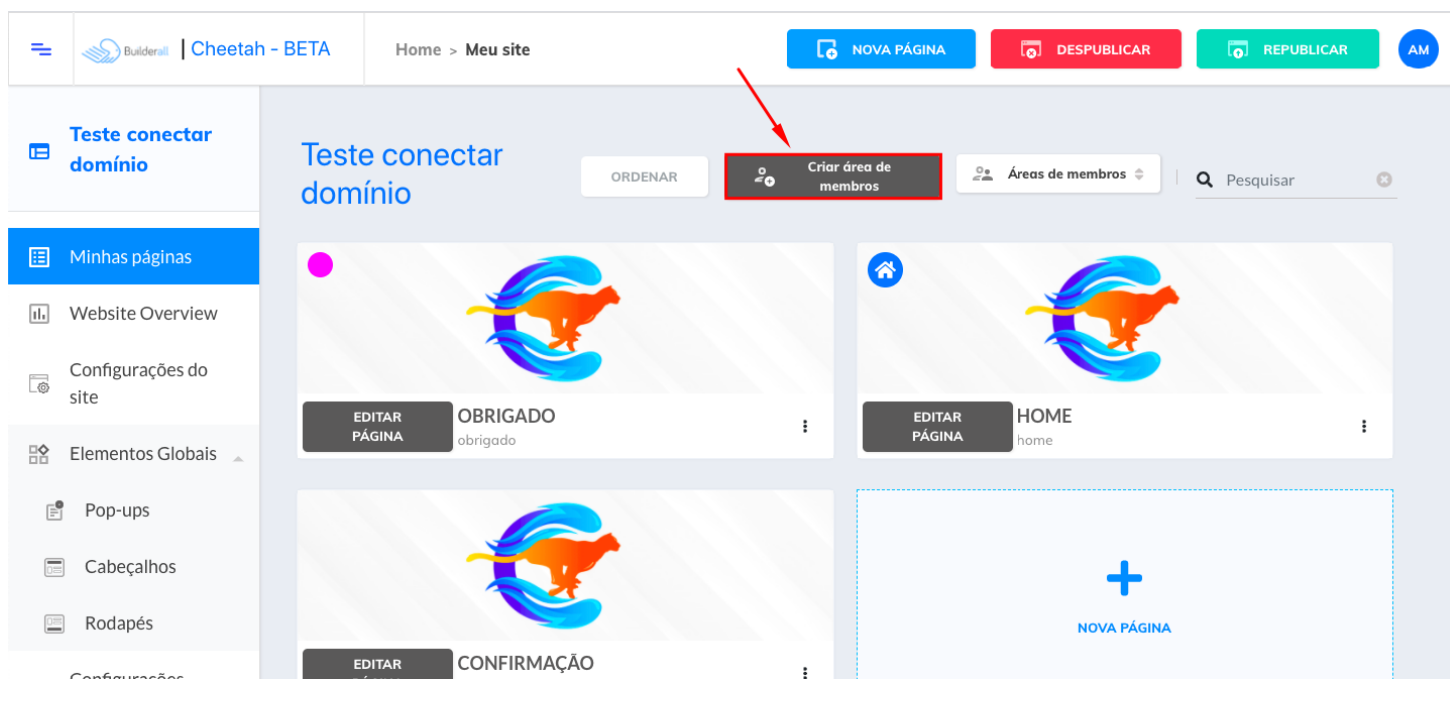 Builderall | Cheetah - BETA
Home > Meu site
NOVA PÁGINA
DESPUBLICAR
REPUBLICAR
AM
Teste conectar
domínio
Minhas páginas
Website Overview
Configurações do
site
Elementos Globais
Pop-ups
Cabeçalhos
Rodapés
Configurações
Teste conectar
domínio
ORDENAR
Criar área de
membros
Áreas de membros
Pesquisar
EDITAR
PÁGINA
OBRIGADO
obrigado
EDITAR
PÁGINA
HOME
home
EDITAR
CONFIRMAÇÃO
NOVA PÁGINA